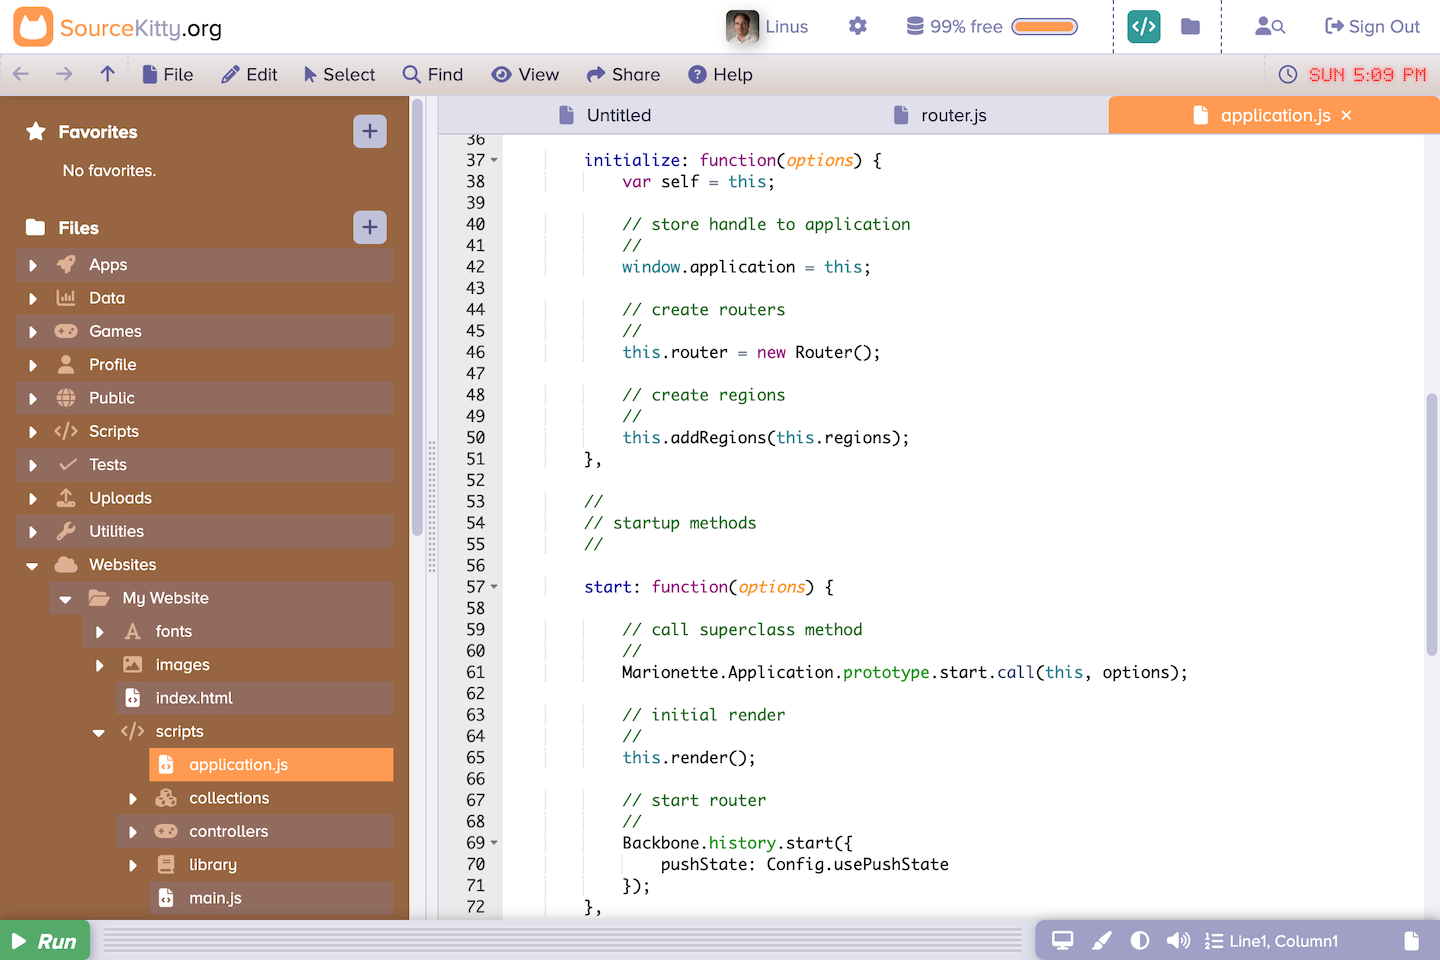 SourceKitty.org
Linus
99% free
Sign Out
File
Edit
Select
Find
View
Share
Help
SUN 5:09 PM
Favorites
No favorites.
Files
Apps
Data
Games
Profile
Public
Scripts
Tests
Uploads
Utilities
Websites
My Website
fonts
images
index.html
scripts
application.js
collections
controllers
library
main.js
Untitled
router.js
application.js ×
36
37 initialize: function(options) {
38 var self = this;
39
40 // store handle to application
41 //
42 window.application = this;
43
44 // create routers
45 //
46 this.router = new Router();
47
48 // create regions
49 //
50 this.addRegions(this.regions);
51 },
52
53 //
54 // startup methods
55 //
56
57 start: function(options) {
58
59 // call superclass method
60 //
61 Marionette.Application.prototype.start.call(this, options);
62
63 // initial render
64 //
65 this.render();
66
67 // start router
68 //
69 Backbone.history.start({
70 pushState: Config.usePushState
71 });
72 },
Run
Line1, Column1